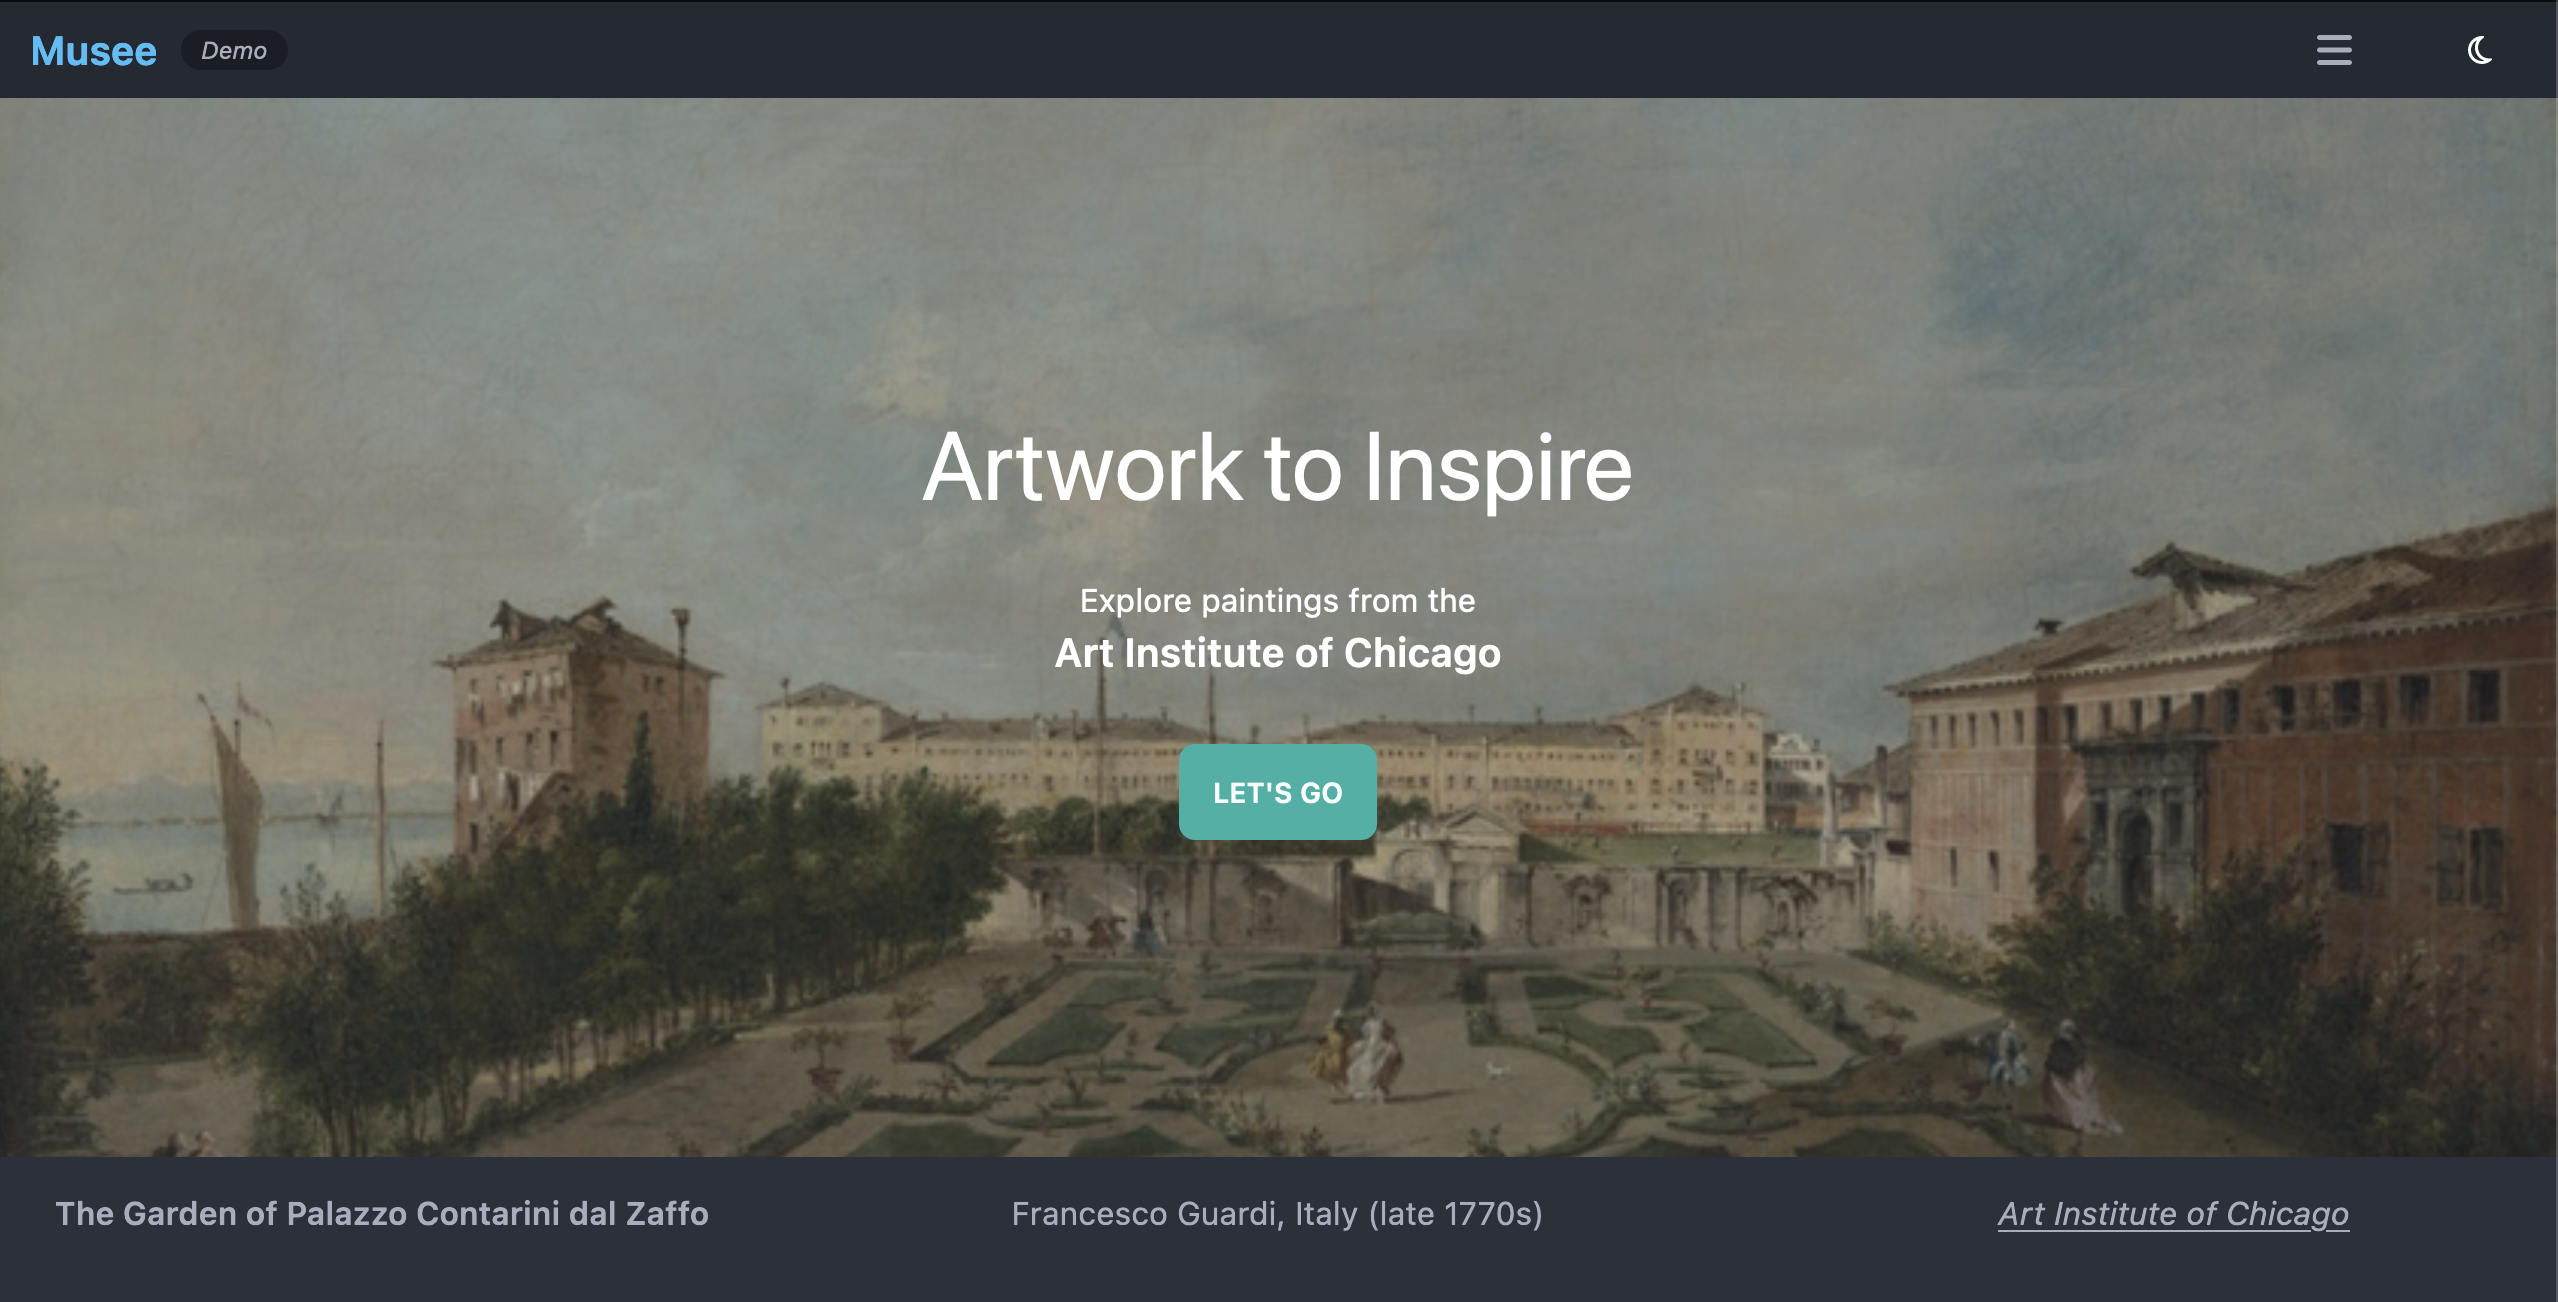 Musee Demo
Artwork to Inspire
Explore paintings from the
Art Institute of Chicago
LET'S GO
The Garden of Palazzo Contarini dal Zaffo
Francesco Guardi, Italy (late 1770s)
Art Institute of Chicago